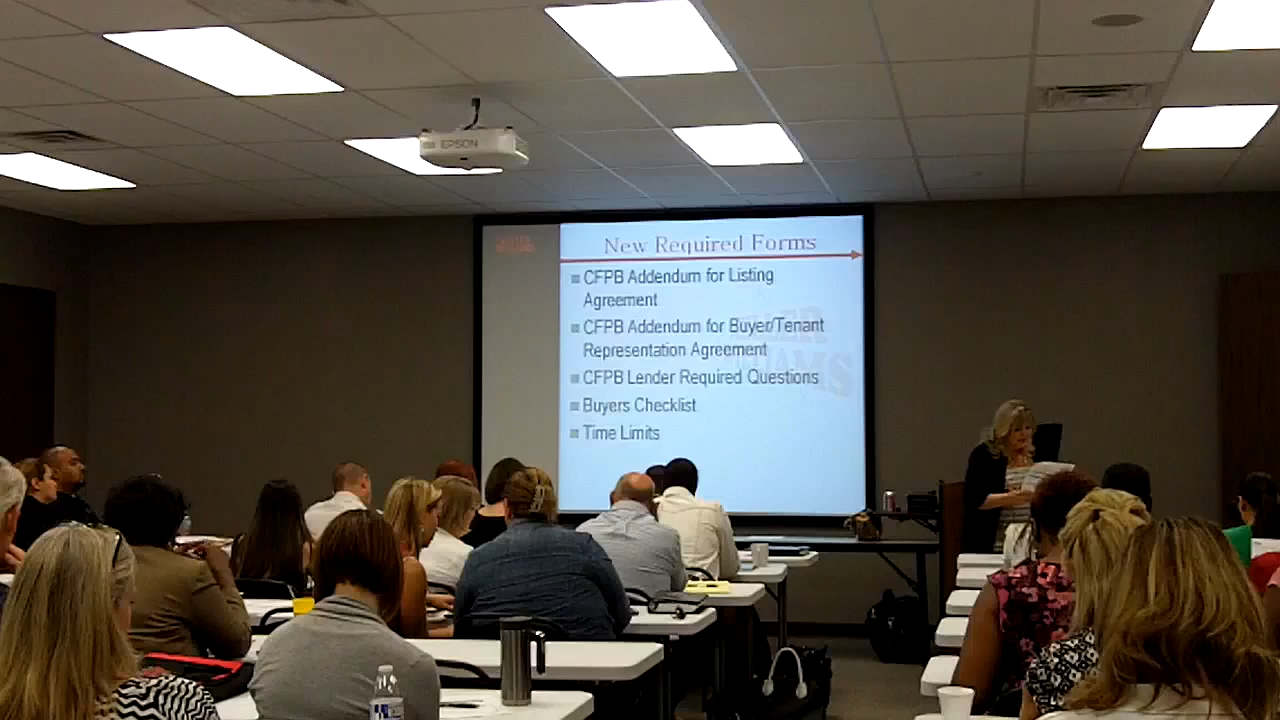 EPSON
New Required Forms
CFPB Addendum for Listing
Agreement
CFPB Addendum for Buyer/Tenant
Representation Agreement
CFPB Lender Required Questions
Buyers Checklist
Time Limits